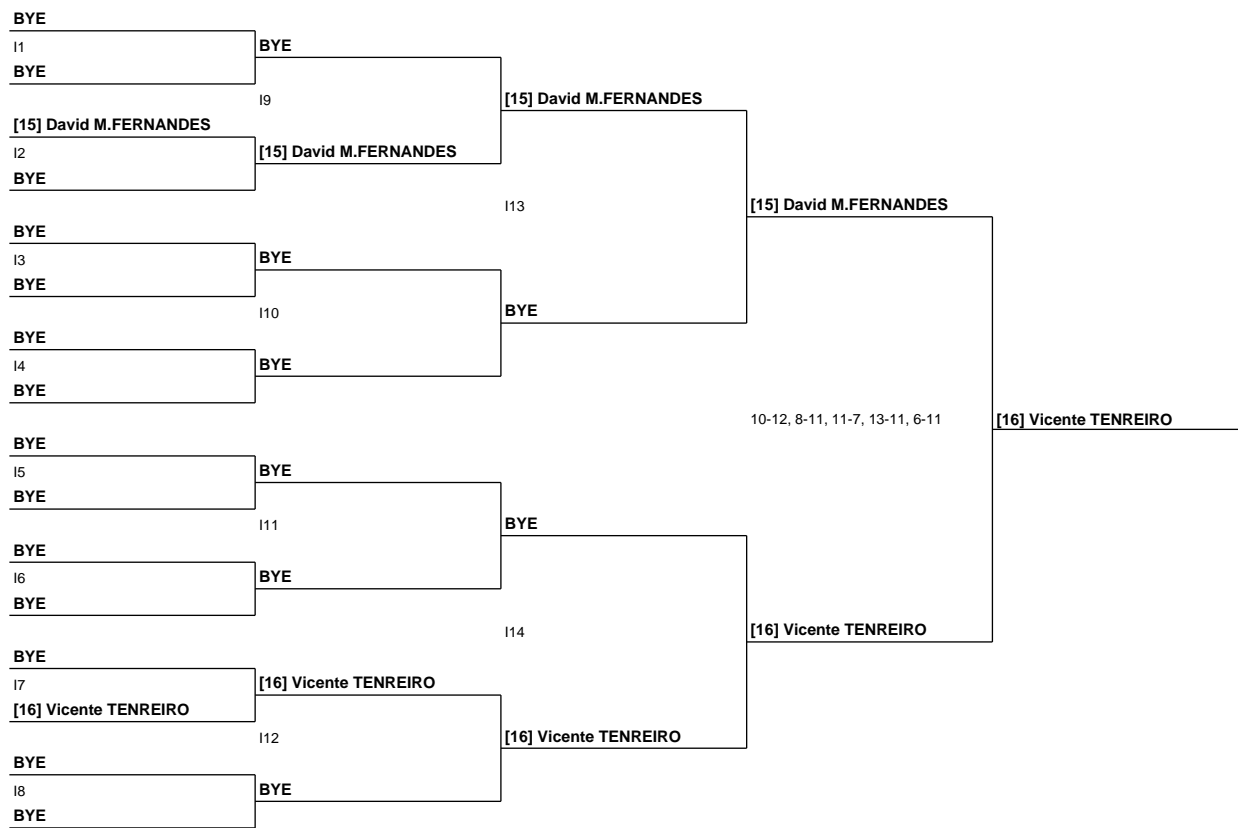 BYE
I1
BYE
BYE
I9
[15] David M.FERNANDES
[15] David M.FERNANDES
I2
[15] David M.FERNANDES
BYE
I13
[15] David M.FERNANDES
BYE
I3
BYE
BYE
I10
BYE
BYE
I4
BYE
BYE
10-12, 8-11, 11-7, 13-11, 6-11
[16] Vicente TENREIRO
BYE
I5
BYE
BYE
I11
BYE
BYE
I6
BYE
BYE
I14
[16] Vicente TENREIRO
BYE
I7
[16] Vicente TENREIRO
[16] Vicente TENREIRO
I12
[16] Vicente TENREIRO
BYE
I8
BYE
BYE